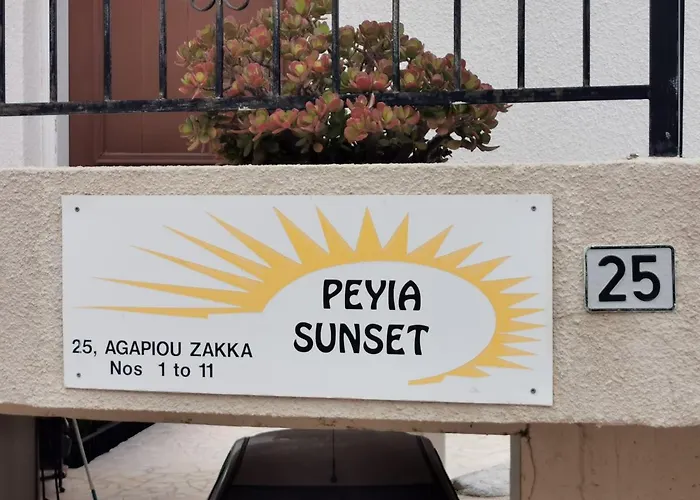 PEYIA
SUNSET
25, AGAPIOU ZAKKA
Nos 1 to 11
25